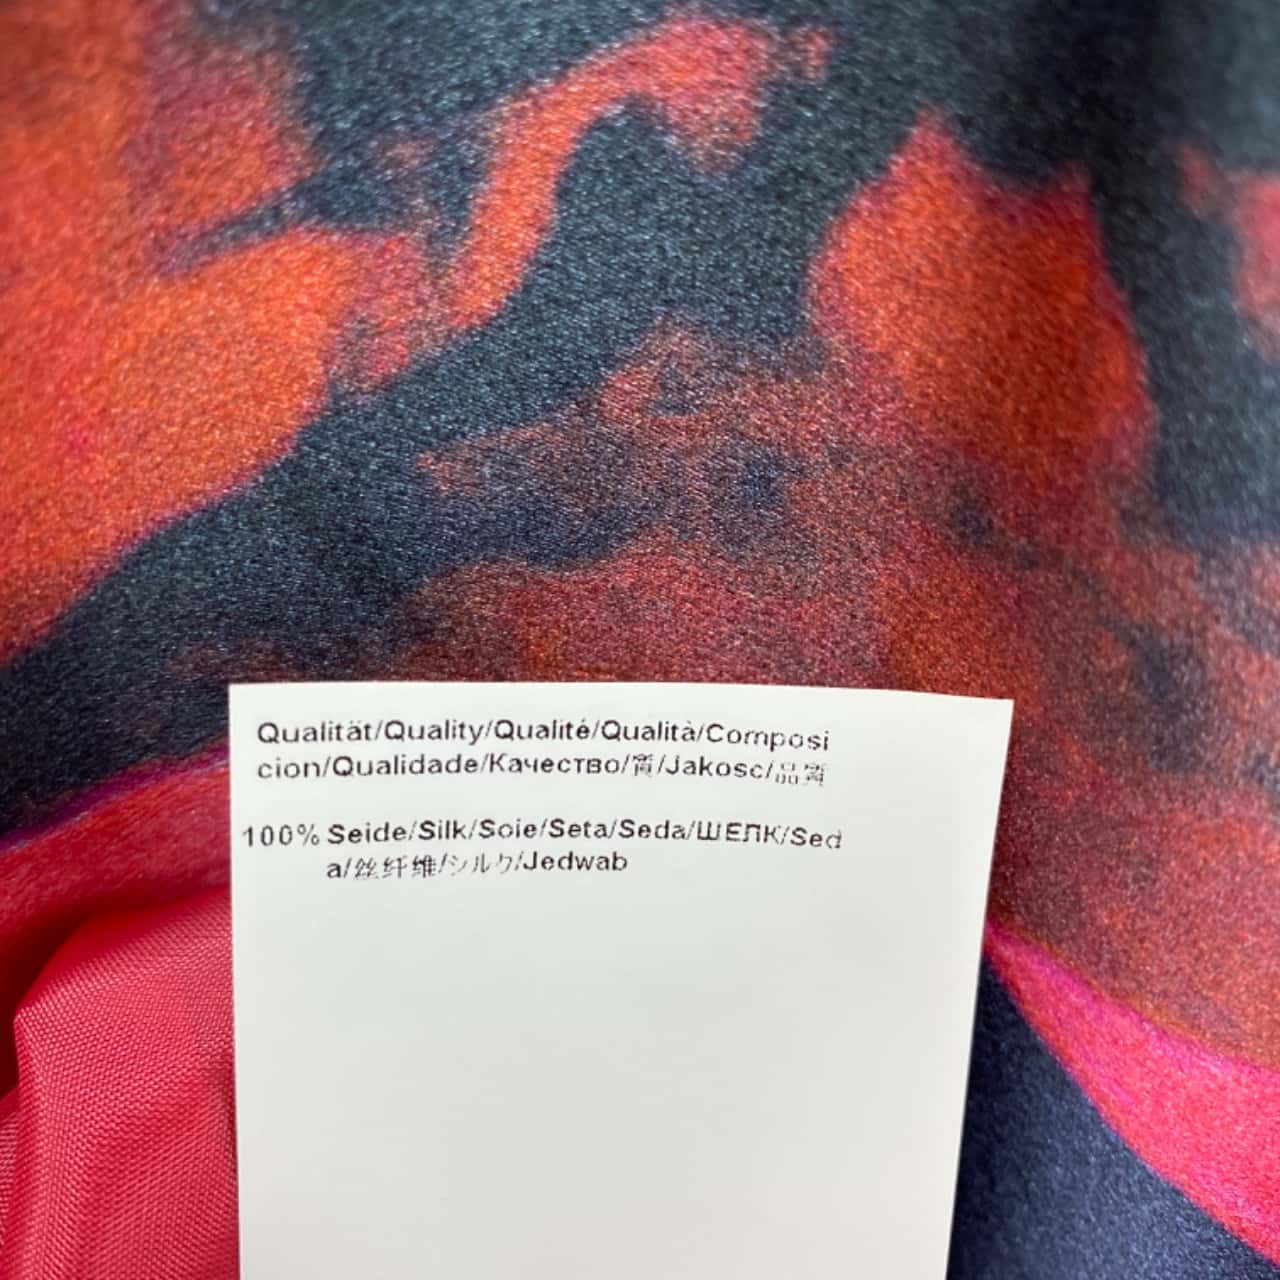 Qualität/Quality/Qualité/Qualità/Composi
cion/Qualidade/Качество/質/Jakosc/品質
100% Seide/Silk/Soie/Seta/Seda/ШЕПК/Sed
a/丝纤维/シルク/Jedwab